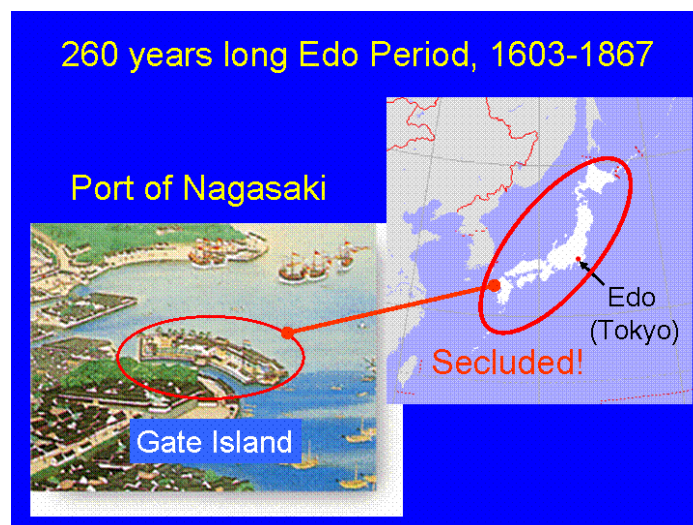 260 years long Edo Period, 1603-1867
Port of Nagasaki
Edo
(Tokyo)
Secluded!
Gate Island